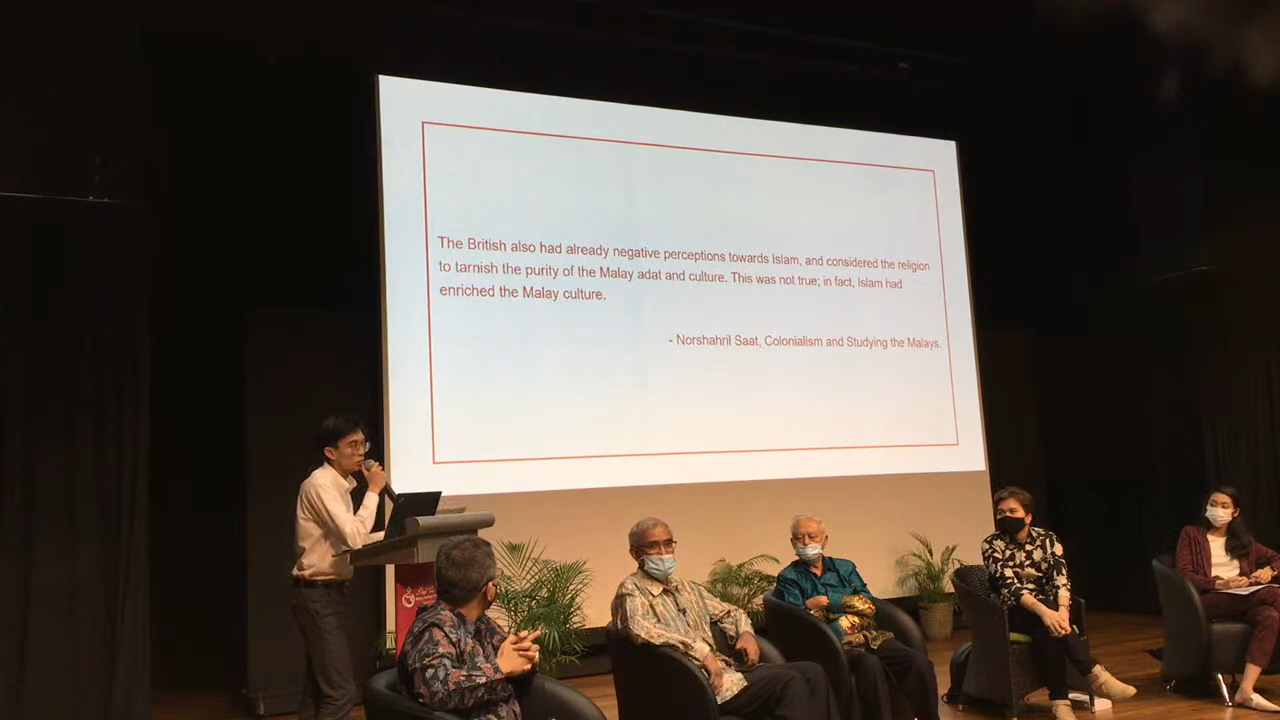 The British also had already negative perceptions towards Islam, and considered the religion
to tarnish the purity of the Malay adat and culture. This was not true; in fact, Islam had
enriched the Malay culture.
- Norshahril Saat, Colonialism and Studying the Malays.